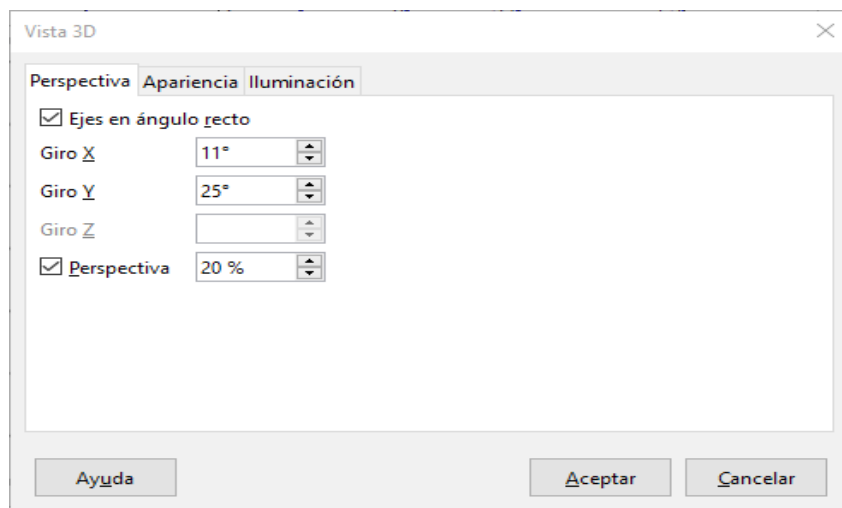 Vista 3D
Perspectiva Apariencia Iluminación
Ejes en ángulo recto
Giro X 11°
Giro Y 25°
Giro Z
Perspectiva 20 %
Ayuda Aceptar Cancelar